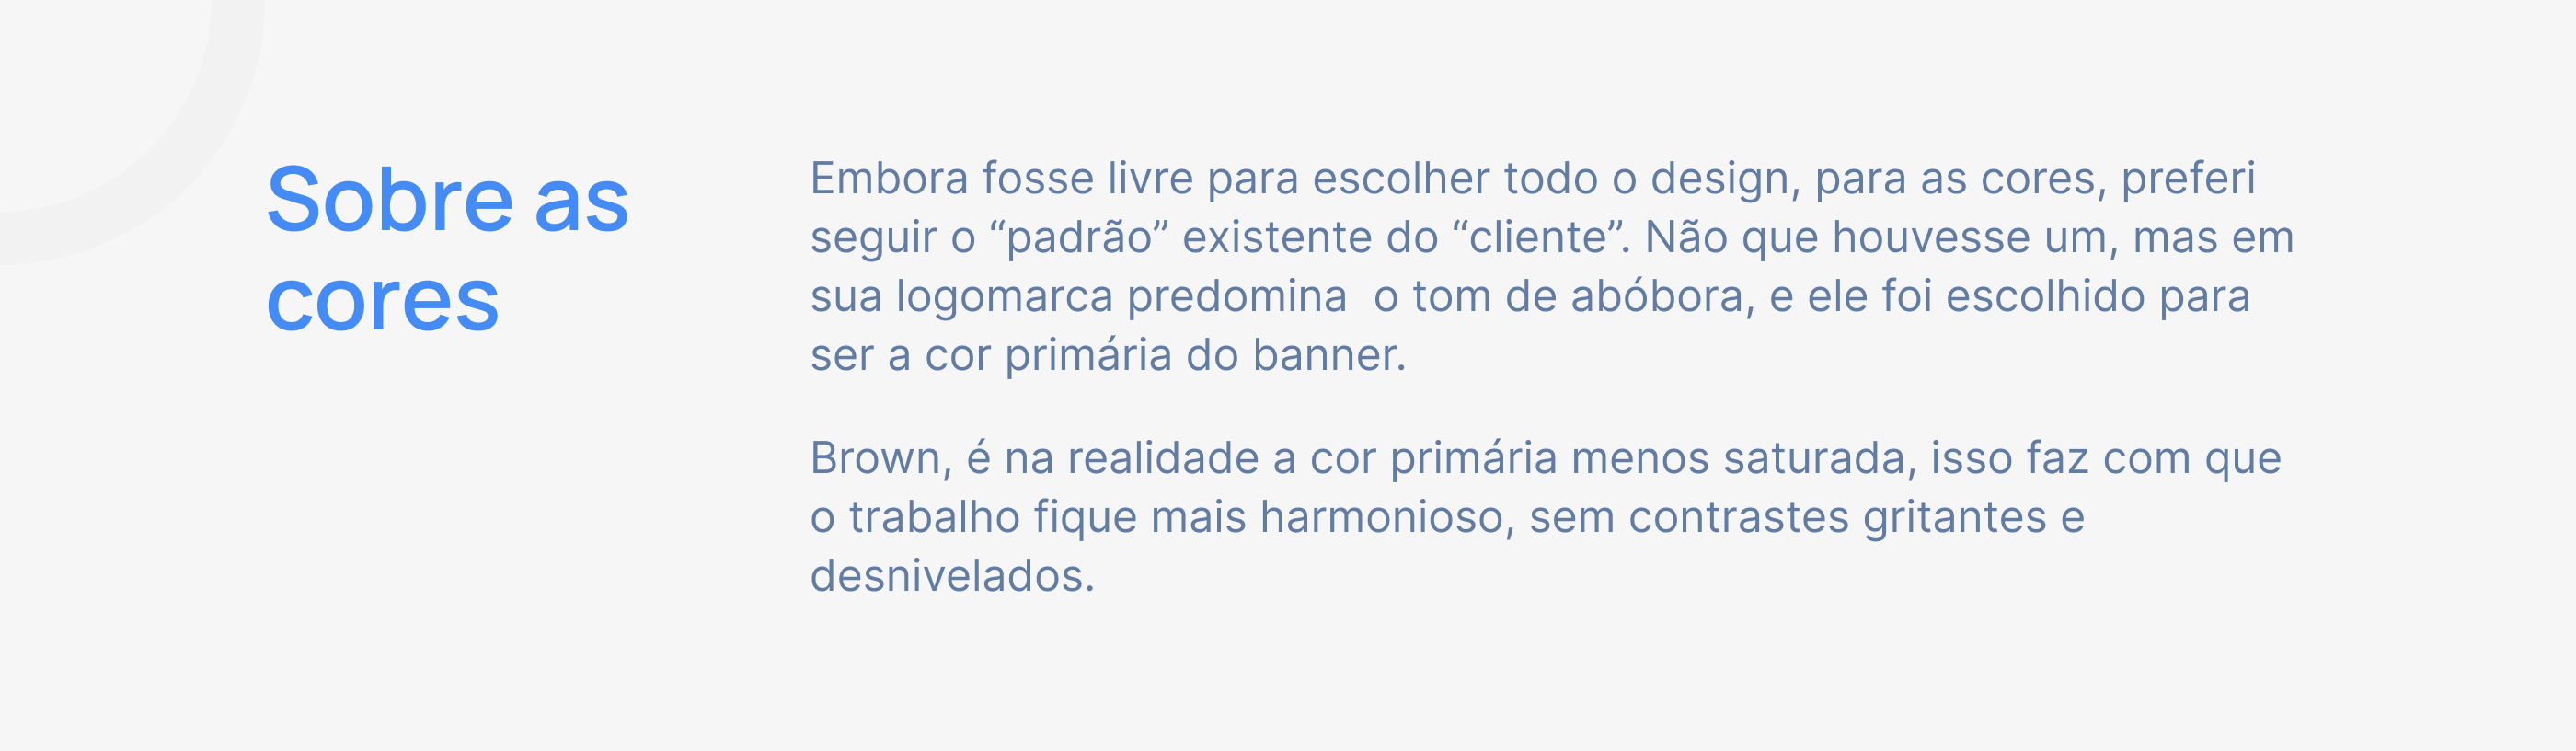 Sobre as
cores
Embora fosse livre para escolher todo o design, para as cores, preferi
seguir o “padrão” existente do “cliente”. Não que houvesse um, mas em
sua logomarca predomina  o tom de abóbora, e ele foi escolhido para
ser a cor primária do banner.
Brown, é na realidade a cor primária menos saturada, isso faz com que
o trabalho fique mais harmonioso, sem contrastes gritantes e
desnivelados.